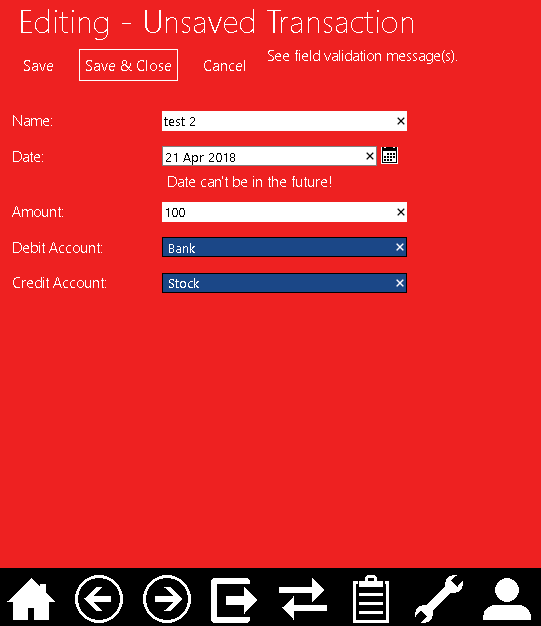 Editing - Unsaved Transaction
Save
Save & Close
Cancel
See field validation message(s).
Name:
test 2
Date:
21 Apr 2018
Date can't be in the future!
Amount:
100
Debit Account:
Bank
Credit Account:
Stock